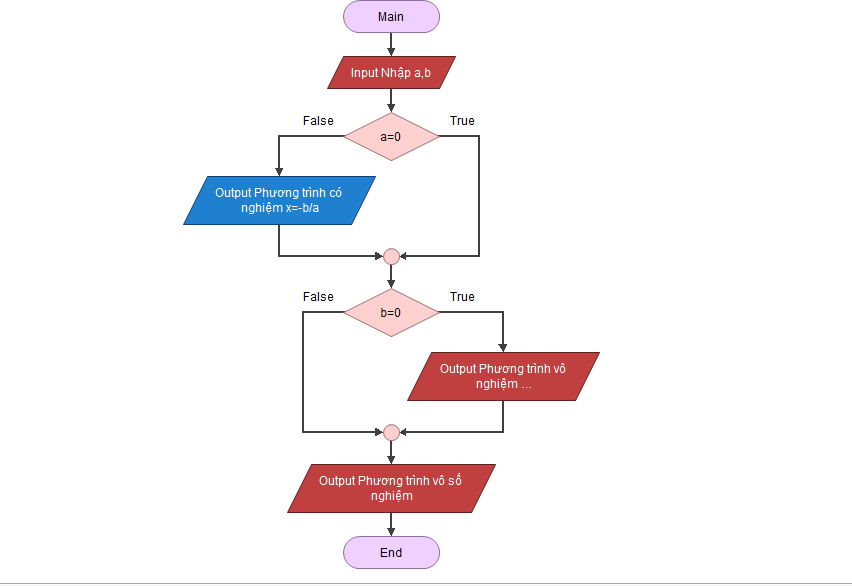 Main
Input Nhập a,b
False
True
a=0
Output Phương trình có
nghiệm x=-b/a
False
True
b=0
Output Phương trình vô
nghiệm ...
Output Phương trình vô số
nghiệm
End